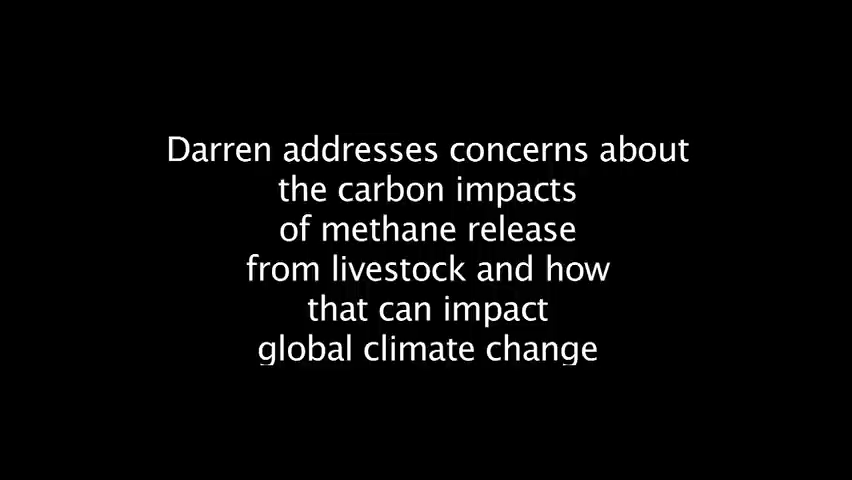 Darren addresses concerns about
the carbon impacts
of methane release
from livestock and how
that can impact
global climate change